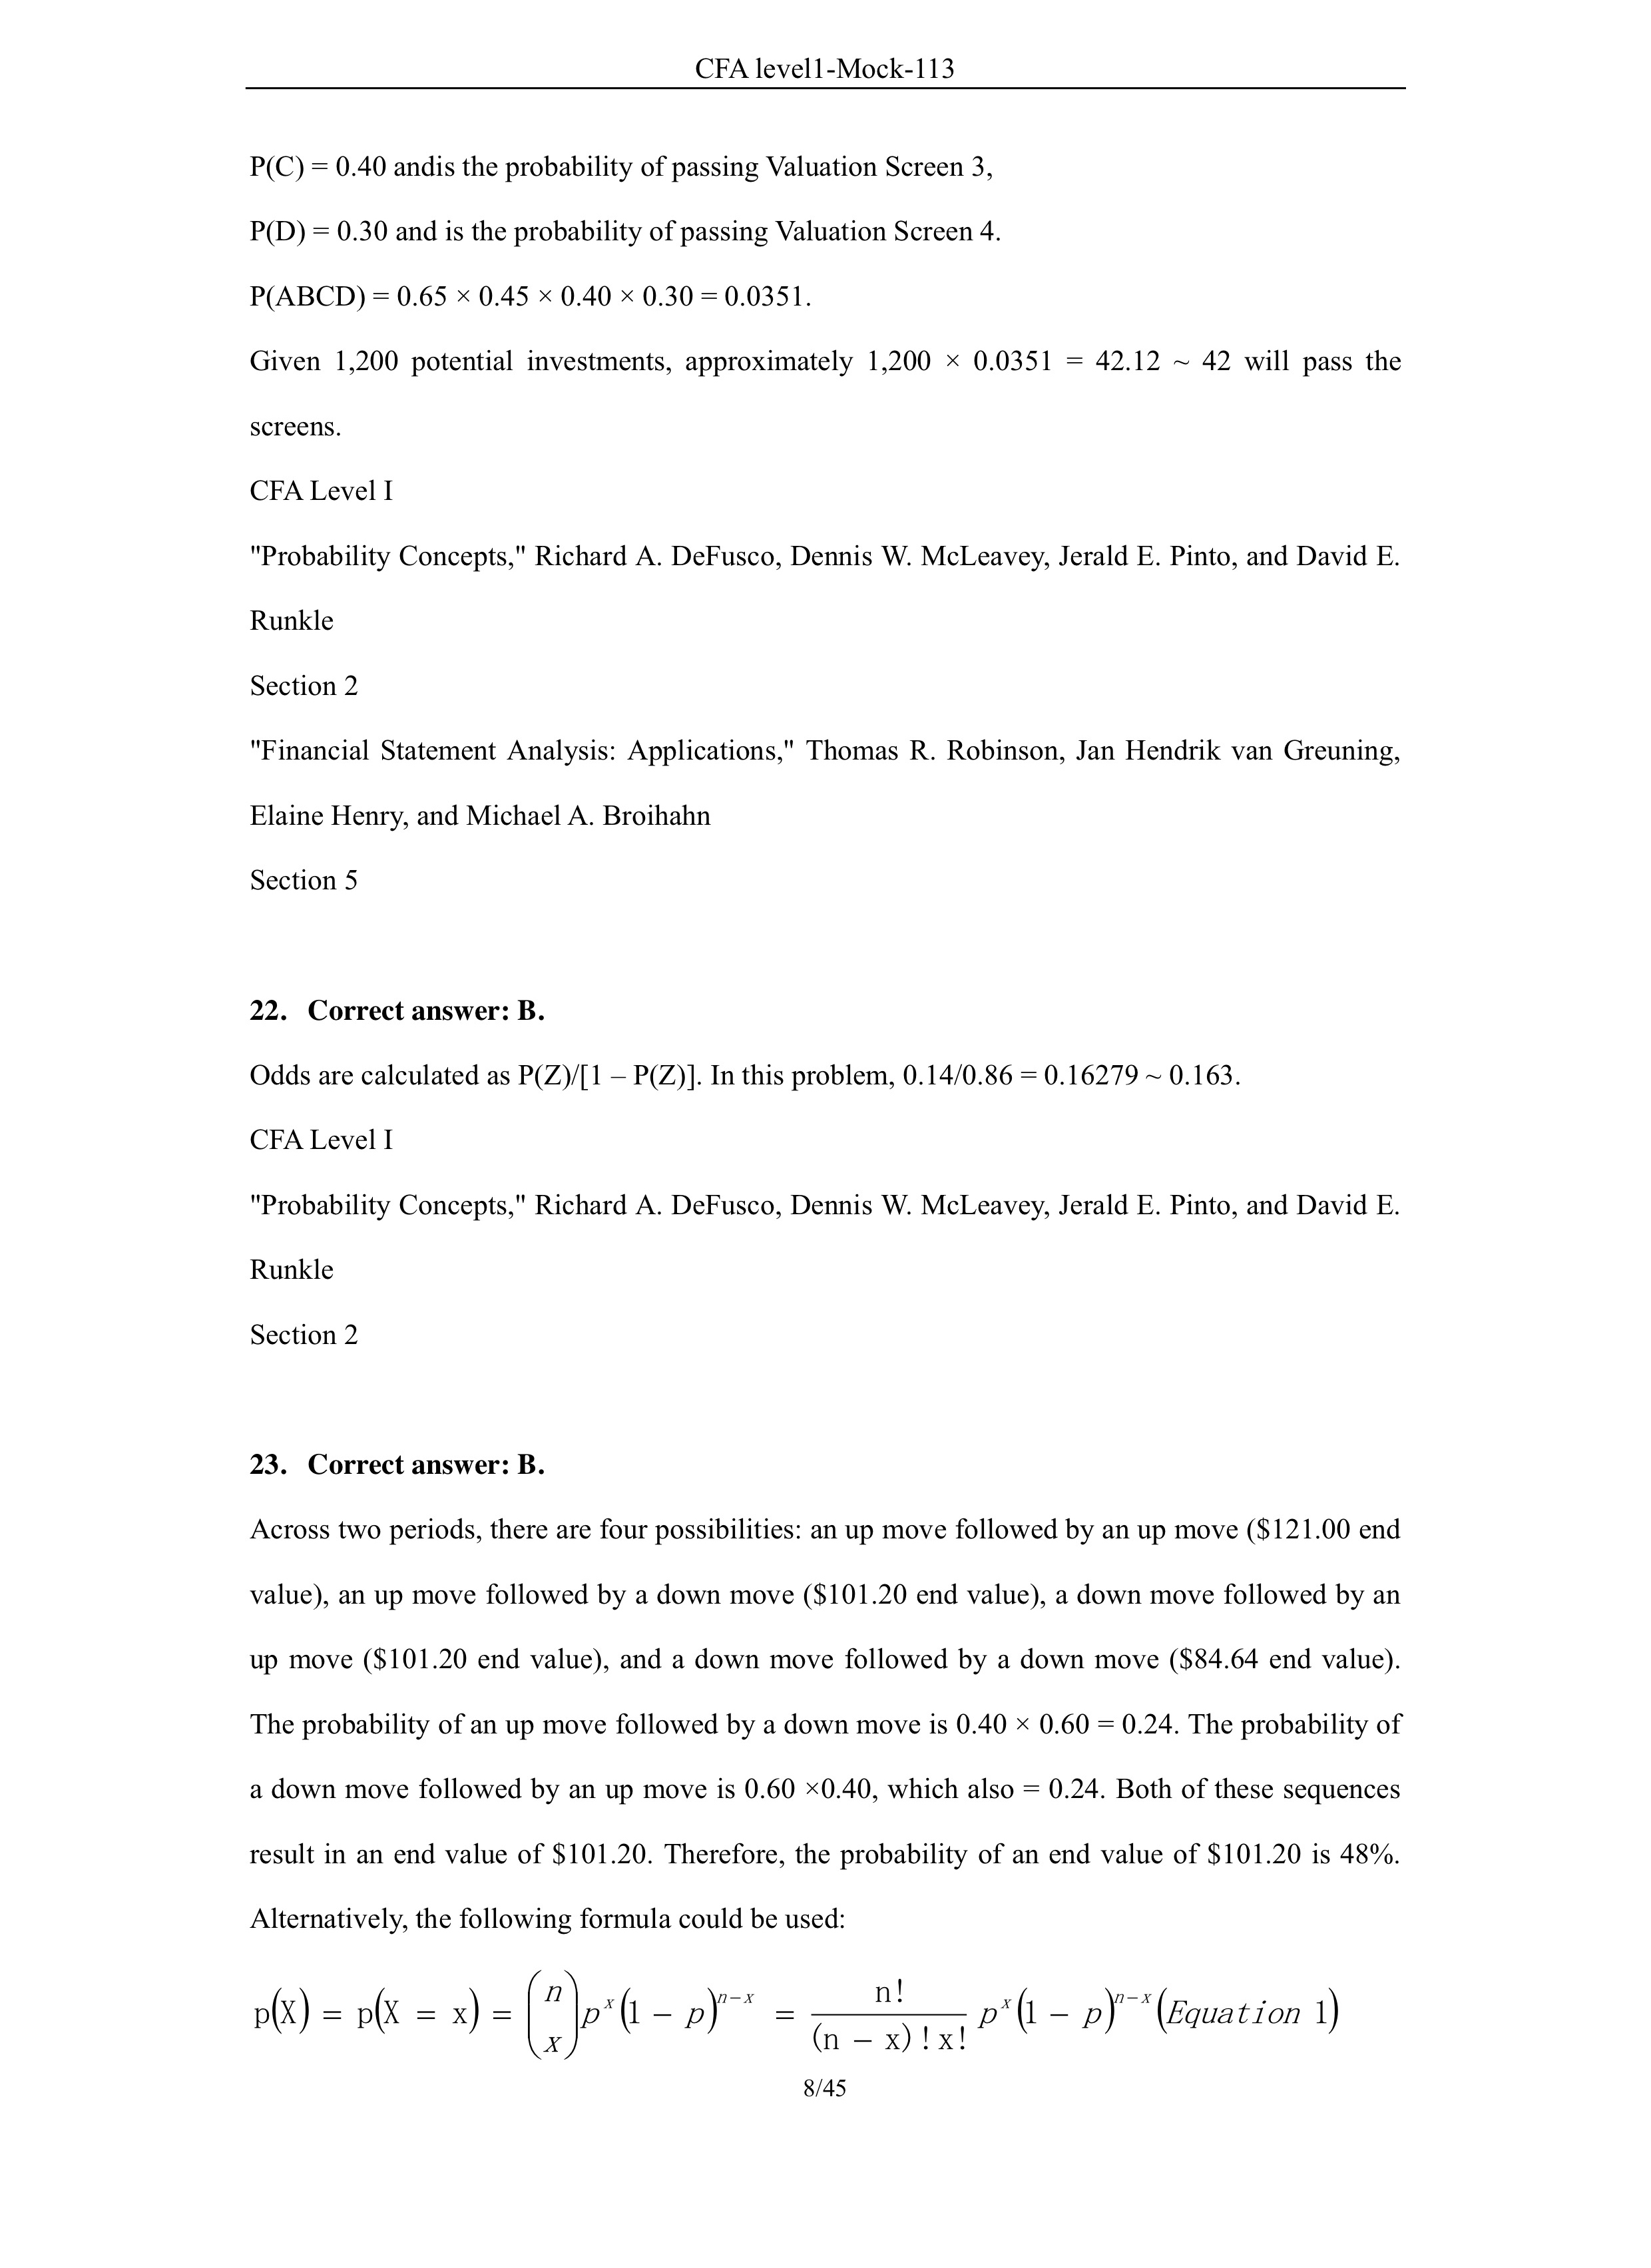 CFA level1-Mock-113
P(C) = 0.40 andis the probability of passing Valuation Screen 3,
P(D) = 0.30 and is the probability of passing Valuation Screen 4.
P(ABCD) = 0.65 × 0.45 × 0.40 × 0.30 = 0.0351.
Given 1,200 potential investments, approximately 1,200 × 0.0351 = 42.12 ~ 42 will pass the
screens.
CFA Level I
"Probability Concepts," Richard A. DeFusco, Dennis W. McLeavey, Jerald E. Pinto, and David E.
Runkle
Section 2
"Financial Statement Analysis: Applications," Thomas R. Robinson, Jan Hendrik van Greuning,
Elaine Henry, and Michael A. Broihahn
Section 5
22. Correct answer: B.
Odds are calculated as P(Z)/[1 – P(Z)]. In this problem, 0.14/0.86 = 0.16279 ~ 0.163.
CFA Level I
"Probability Concepts," Richard A. DeFusco, Dennis W. McLeavey, Jerald E. Pinto, and David E.
Runkle
Section 2
23. Correct answer: B.
Across two periods, there are four possibilities: an up move followed by an up move ($121.00 end
value), an up move followed by a down move ($101.20 end value), a down move followed by an
up move ($101.20 end value), and a down move followed by a down move ($84.64 end value).
The probability of an up move followed by a down move is 0.40 × 0.60 = 0.24. The probability of
a down move followed by an up move is 0.60 ×0.40, which also = 0.24. Both of these sequences
result in an end value of $101.20. Therefore, the probability of an end value of $101.20 is 48%.
Alternatively, the following formula could be used:
p(X) = p(X = x) = (n x) p^x (1 − p)^(n−x) = n! / (n − x)!x! p^x (1 − p)^(n−x) (Equation 1)
8/45